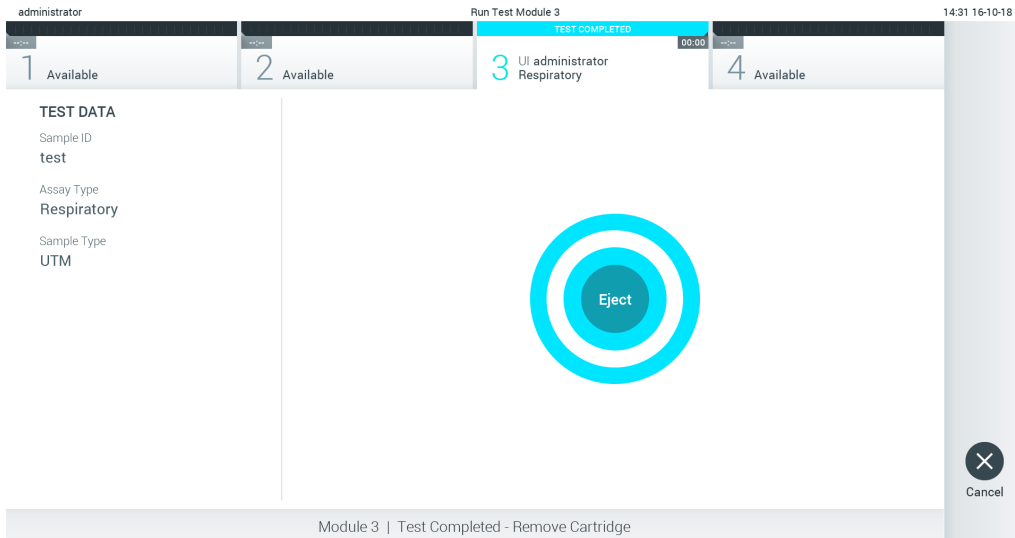 administrator Run Test Module 3 14:31 16-10-18
TEST COMPLETED
--:-- --:-- 00:00 --:--
1 Available 2 Available 3 UI administrator 4 Available
Respiratory
TEST DATA
Sample ID
test
Assay Type
Respiratory
Sample Type
UTM
Eject
Cancel
Module 3 | Test Completed - Remove Cartridge